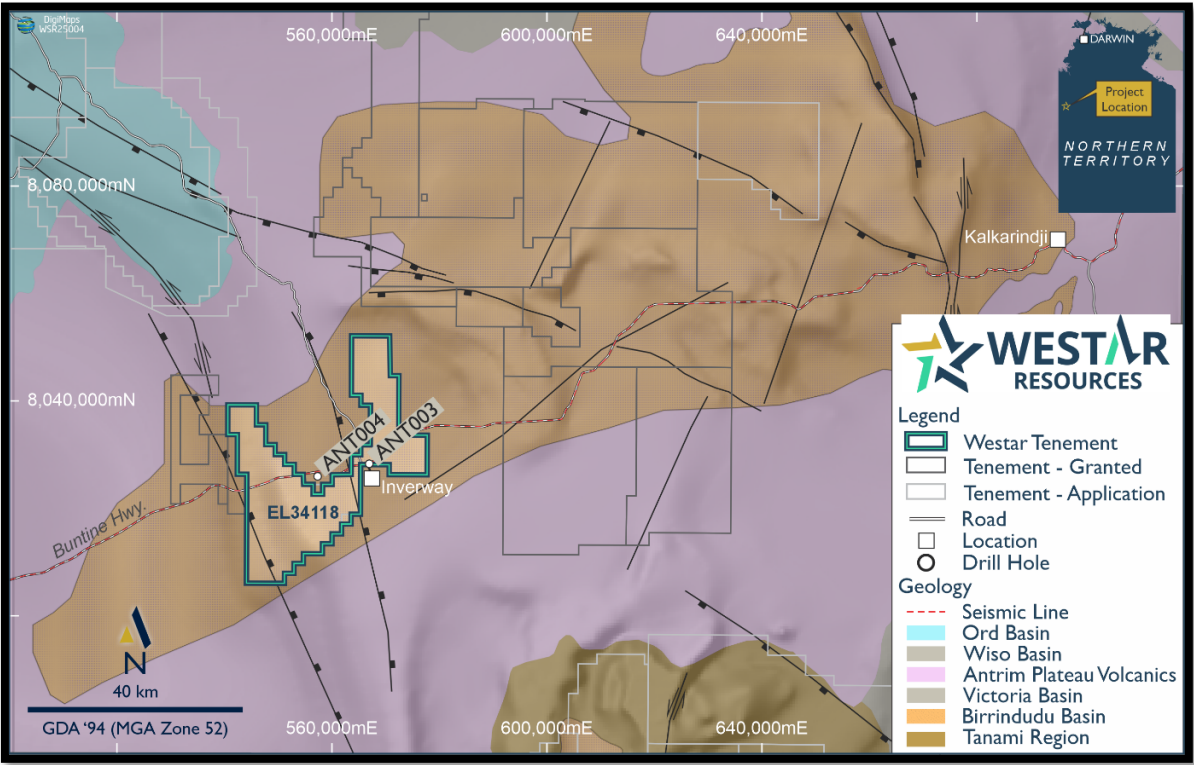 DigiMaps
WSR25004
560,000mE
600,000mE
640,000mE
DARWIN
Project
Location
NORTHERN
TERRITORY
8,080,000mN
Kalkarindji
8,040,000mN
ANT004
ANT003
Inverway
EL34118
Buntine Hwy.
N
40 km
GDA '94 (MGA Zone 52)
560,000mE
600,000mE
640,000mE
WESTAR
RESOURCES
Legend
Westar Tenement
Tenement - Granted
Tenement - Application
Road
Location
Drill Hole
Geology
Seismic Line
Ord Basin
Wiso Basin
Antrim Plateau Volcanics
Victoria Basin
Birrindudu Basin
Tanami Region